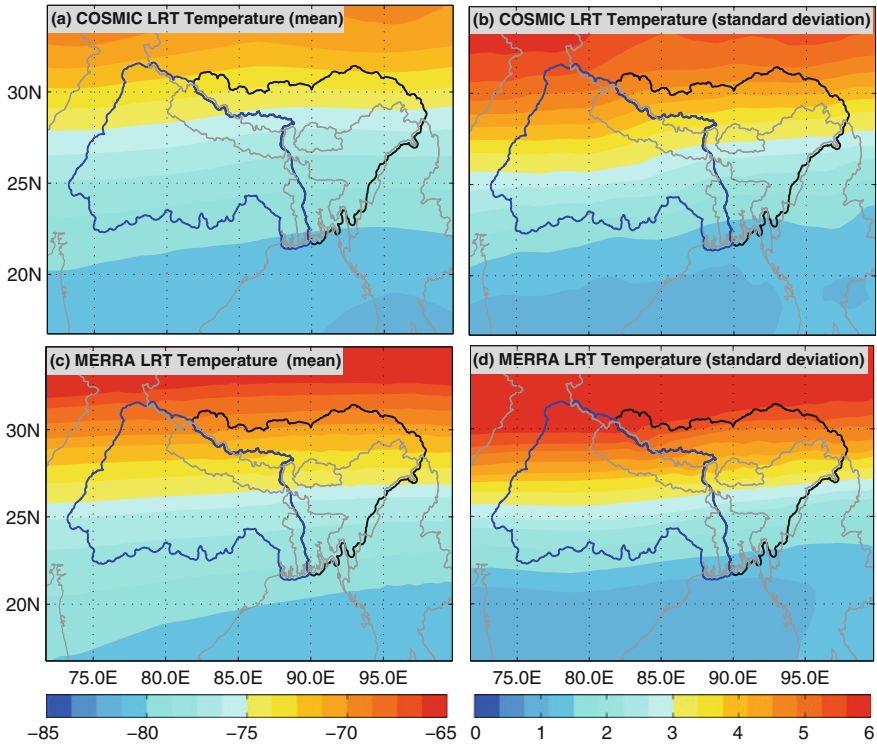 (a) COSMIC LRT Temperature (mean)
(b) COSMIC LRT Temperature (standard deviation)
30N
25N
20N
(c) MERRA LRT Temperature (mean)
(d) MERRA LRT Temperature (standard deviation)
30N
25N
20N
75.0E 80.0E 85.0E 90.0E 95.0E
75.0E 80.0E 85.0E 90.0E 95.0E
−85 −80 −75 −70 −65
0 1 2 3 4 5 6